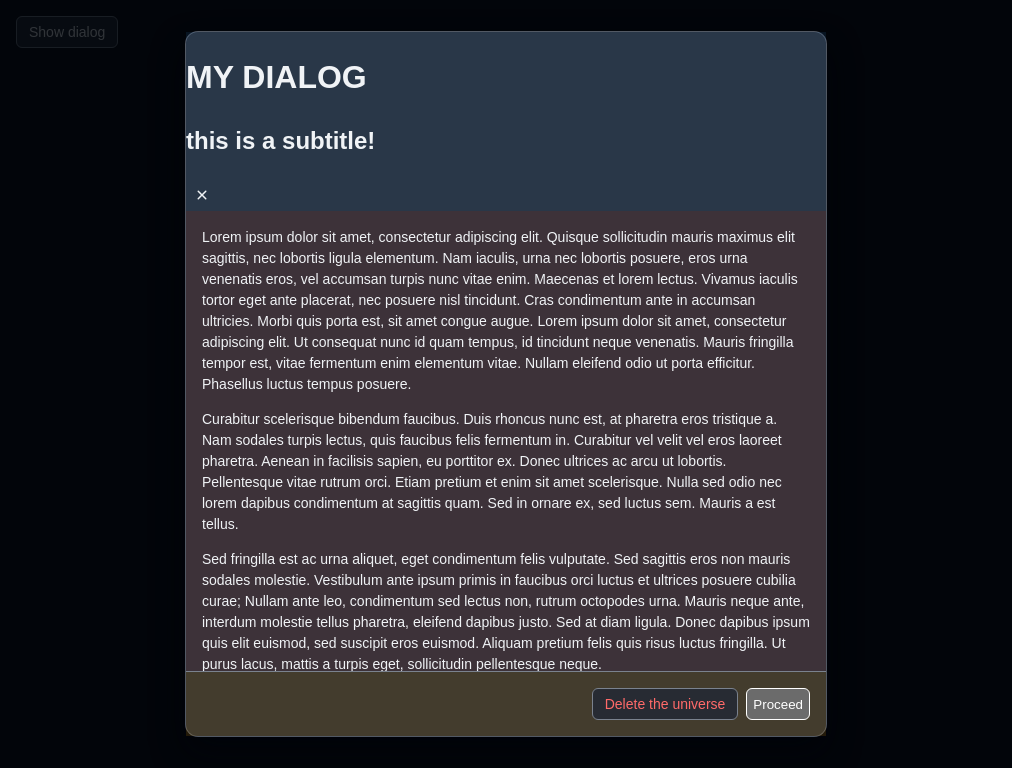 Show dialog
MY DIALOG
this is a subtitle!
×
Lorem ipsum dolor sit amet, consectetur adipiscing elit. Quisque sollicitudin mauris maximus elit
sagittis, nec lobortis ligula elementum. Nam iaculis, urna nec lobortis posuere, eros urna
venenatis eros, vel accumsan turpis nunc vitae enim. Maecenas et lorem lectus. Vivamus iaculis
tortor eget ante placerat, nec posuere nisl tincidunt. Cras condimentum ante in accumsan
ultricies. Morbi quis porta est, sit amet congue augue. Lorem ipsum dolor sit amet, consectetur
adipiscing elit. Ut consequat nunc id quam tempus, id tincidunt neque venenatis. Mauris fringilla
tempor est, vitae fermentum enim elementum vitae. Nullam eleifend odio ut porta efficitur.
Phasellus luctus tempus posuere.
Curabitur scelerisque bibendum faucibus. Duis rhoncus nunc est, at pharetra eros tristique a.
Nam sodales turpis lectus, quis faucibus felis fermentum in. Curabitur vel velit vel eros laoreet
pharetra. Aenean in facilisis sapien, eu porttitor ex. Donec ultrices ac arcu ut lobortis.
Pellentesque vitae rutrum orci. Etiam pretium et enim sit amet scelerisque. Nulla sed odio nec
lorem dapibus condimentum at sagittis quam. Sed in ornare ex, sed luctus sem. Mauris a est
tellus.
Sed fringilla est ac urna aliquet, eget condimentum felis vulputate. Sed sagittis eros non mauris
sodales molestie. Vestibulum ante ipsum primis in faucibus orci luctus et ultrices posuere cubilia
curae; Nullam ante leo, condimentum sed lectus non, rutrum octopodes urna. Mauris neque ante,
interdum molestie tellus pharetra, eleifend dapibus justo. Sed at diam ligula. Donec dapibus ipsum
quis elit euismod, sed suscipit eros euismod. Aliquam pretium felis quis risus luctus fringilla. Ut
purus lacus, mattis a turpis eget, sollicitudin pellentesque neque.
Delete the universe
Proceed